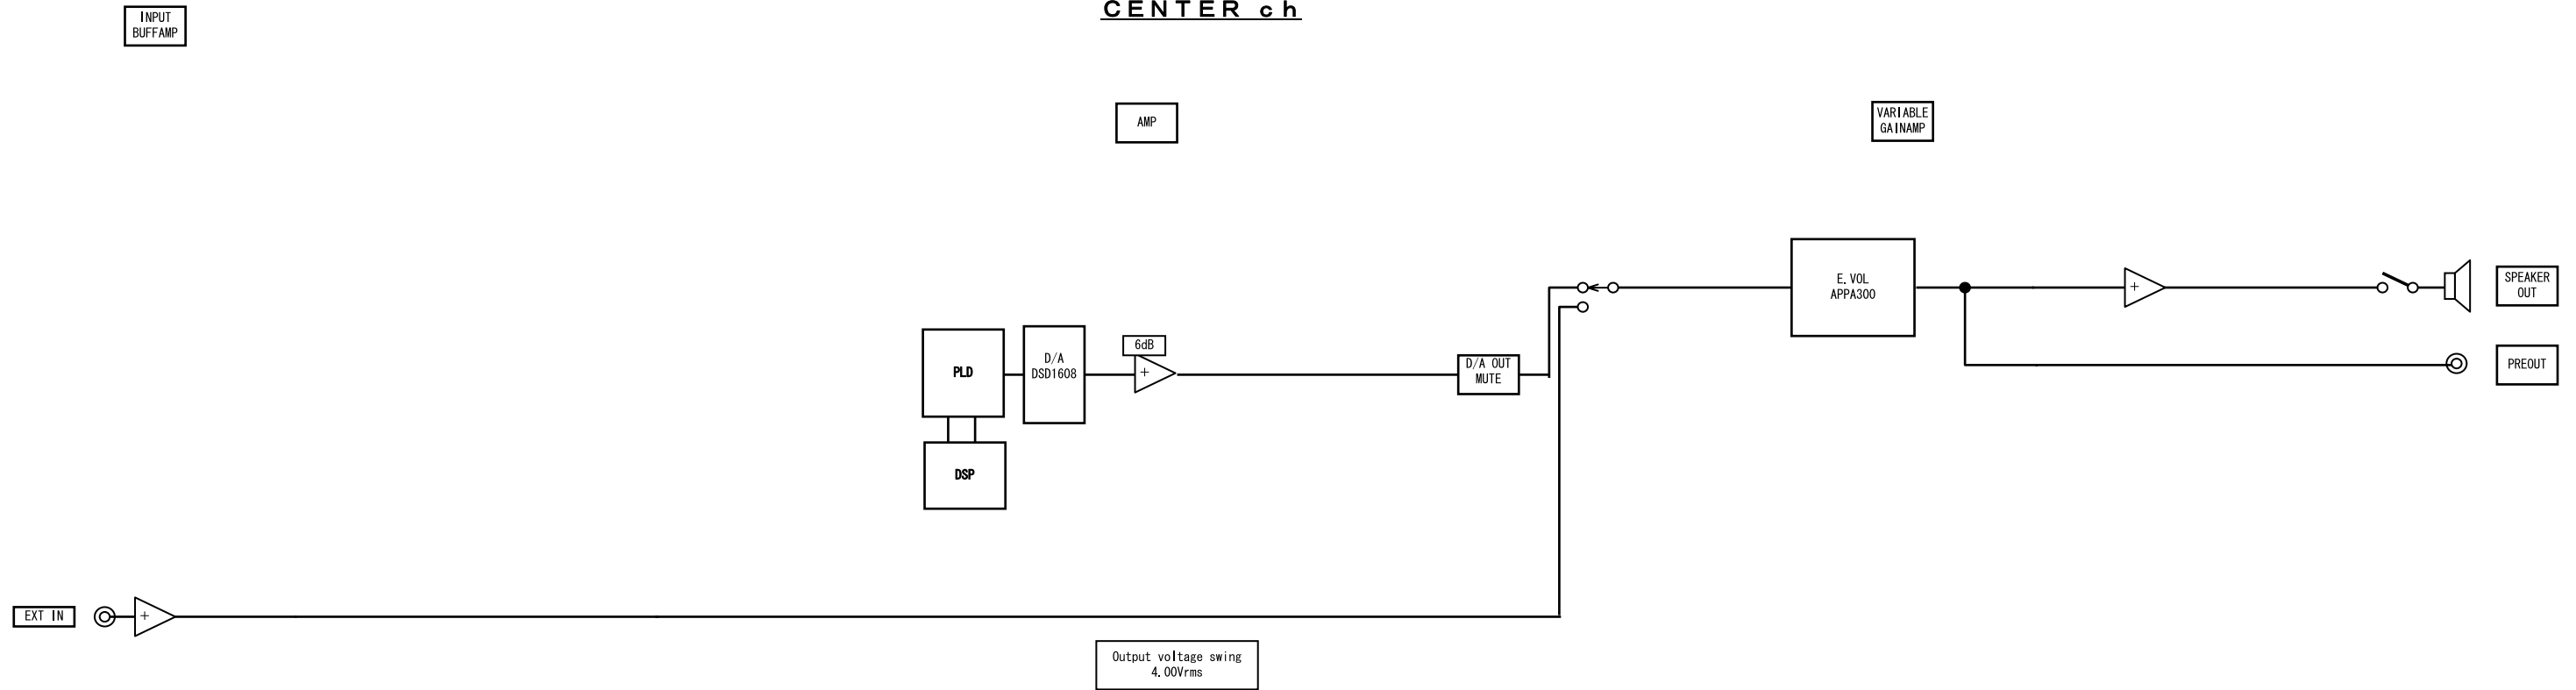 CENTER ch
INPUT
BUFFAMP
AMP
VARIABLE
GAINAMP
E.VOL
APPA300
SPEAKER
OUT
6dB
D/A
DSD1608
PLD
D/A OUT
MUTE
PREOUT
DSP
EXT IN
Output voltage swing
4.00Vrms
+
+
+